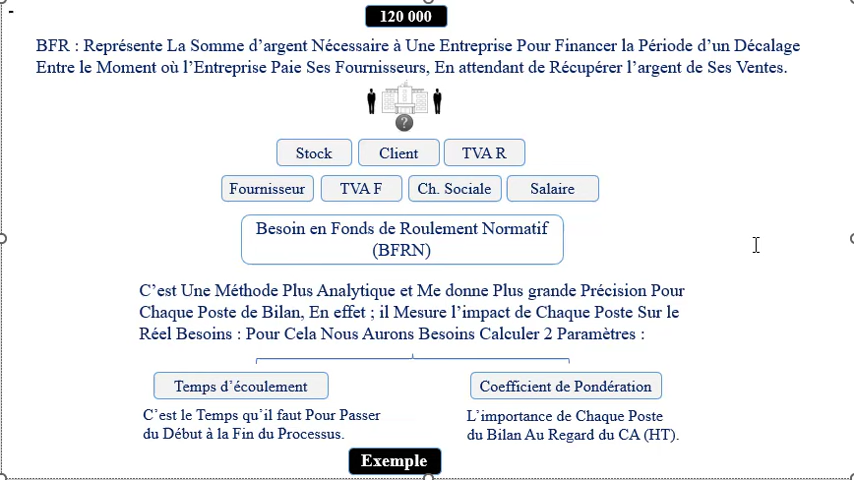 -
120 000
BFR : Représente La Somme d'argent Nécessaire à Une Entreprise Pour Financer la Période d'un Décalage
Entre le Moment où l'Entreprise Paie Ses Fournisseurs, En attendant de Récupérer l'argent de Ses Ventes.
?
Stock Client TVA R
Fournisseur TVA F Ch. Sociale Salaire
Besoin en Fonds de Roulement Normatif
(BFRN)
C'est Une Méthode Plus Analytique et Me donne Plus grande Précision Pour
Chaque Poste de Bilan, En effet ; il Mesure l'impact de Chaque Poste Sur le
Réel Besoins : Pour Cela Nous Aurons Besoins Calculer 2 Paramètres :
Temps d'écoulement
C'est le Temps qu'il faut Pour Passer
du Début à la Fin du Processus.
Coefficient de Pondération
L'importance de Chaque Poste
du Bilan Au Regard du CA (HT).
Exemple